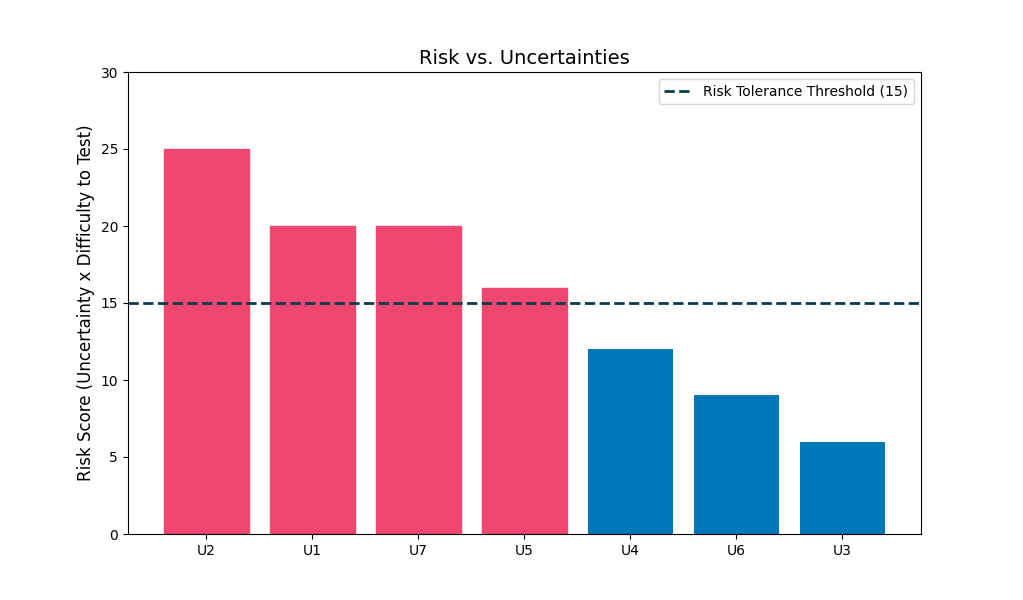 Risk vs. Uncertainties
Risk Tolerance Threshold (15)
Risk Score (Uncertainty x Difficulty to Test)
30
25
20
15
10
5
0
U2 U1 U7 U5 U4 U6 U3